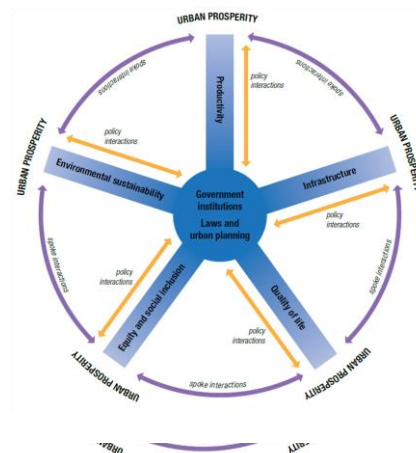 URBAN PROSPERITY
spoke interactions
spoke interactions
Productivity
policy
interactions
URBAN PROSPERITY
URBAN PROSPERITY
policy
interactions
Environmental sustainability
Infrastructure
Government
institutions
Laws and
urban planning
policy
interactions
spoke interactions
spoke interactions
policy
interactions
Equity and social inclusion
Quality of life
policy
interactions
URBAN PROSPERITY
URBAN PROSPERITY
spoke interactions